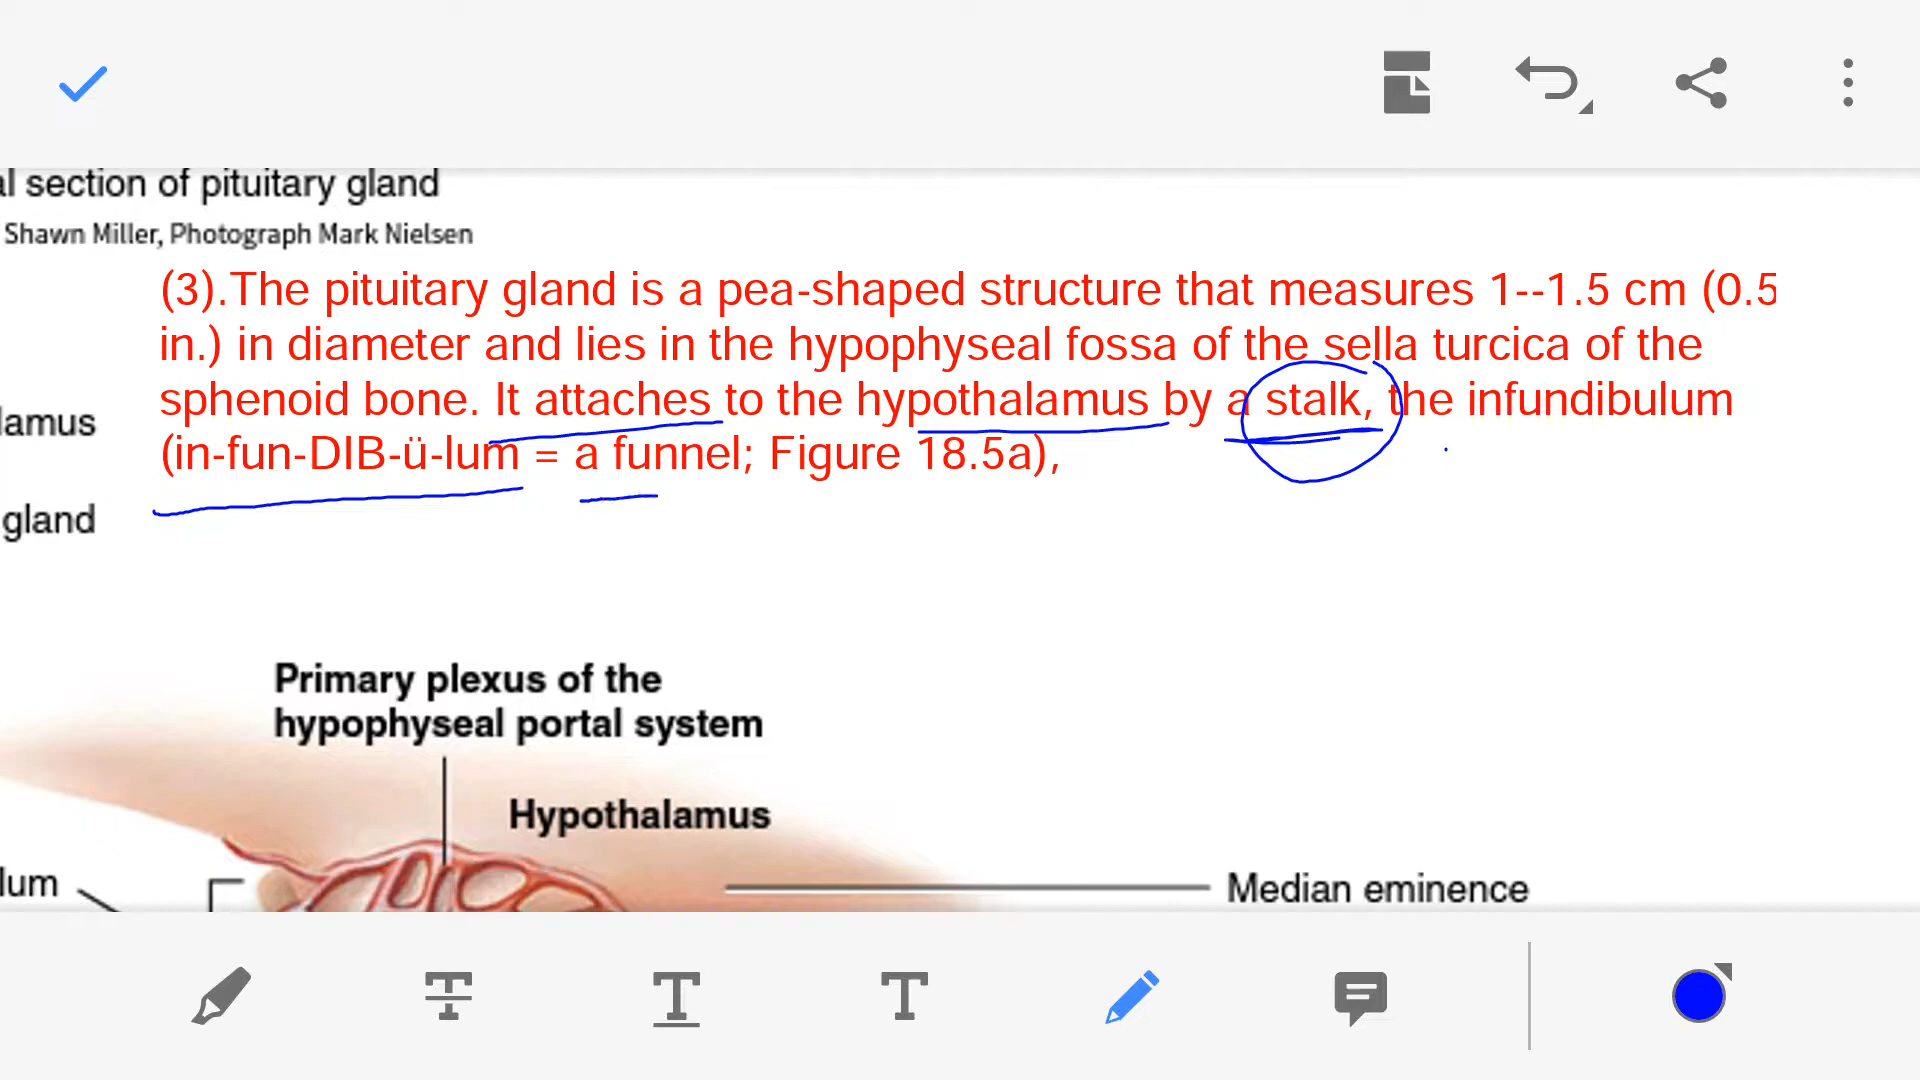 al section of pituitary gland
Shawn Miller, Photograph Mark Nielsen
(3).The pituitary gland is a pea-shaped structure that measures 1--1.5 cm (0.5
in.) in diameter and lies in the hypophyseal fossa of the sella turcica of the
sphenoid bone. It attaches to the hypothalamus by a stalk, the infundibulum
lamus
(in-fun-DIB-ü-lum = a funnel; Figure 18.5a),
gland
Primary plexus of the
hypophyseal portal system
Hypothalamus
lum
Median eminence